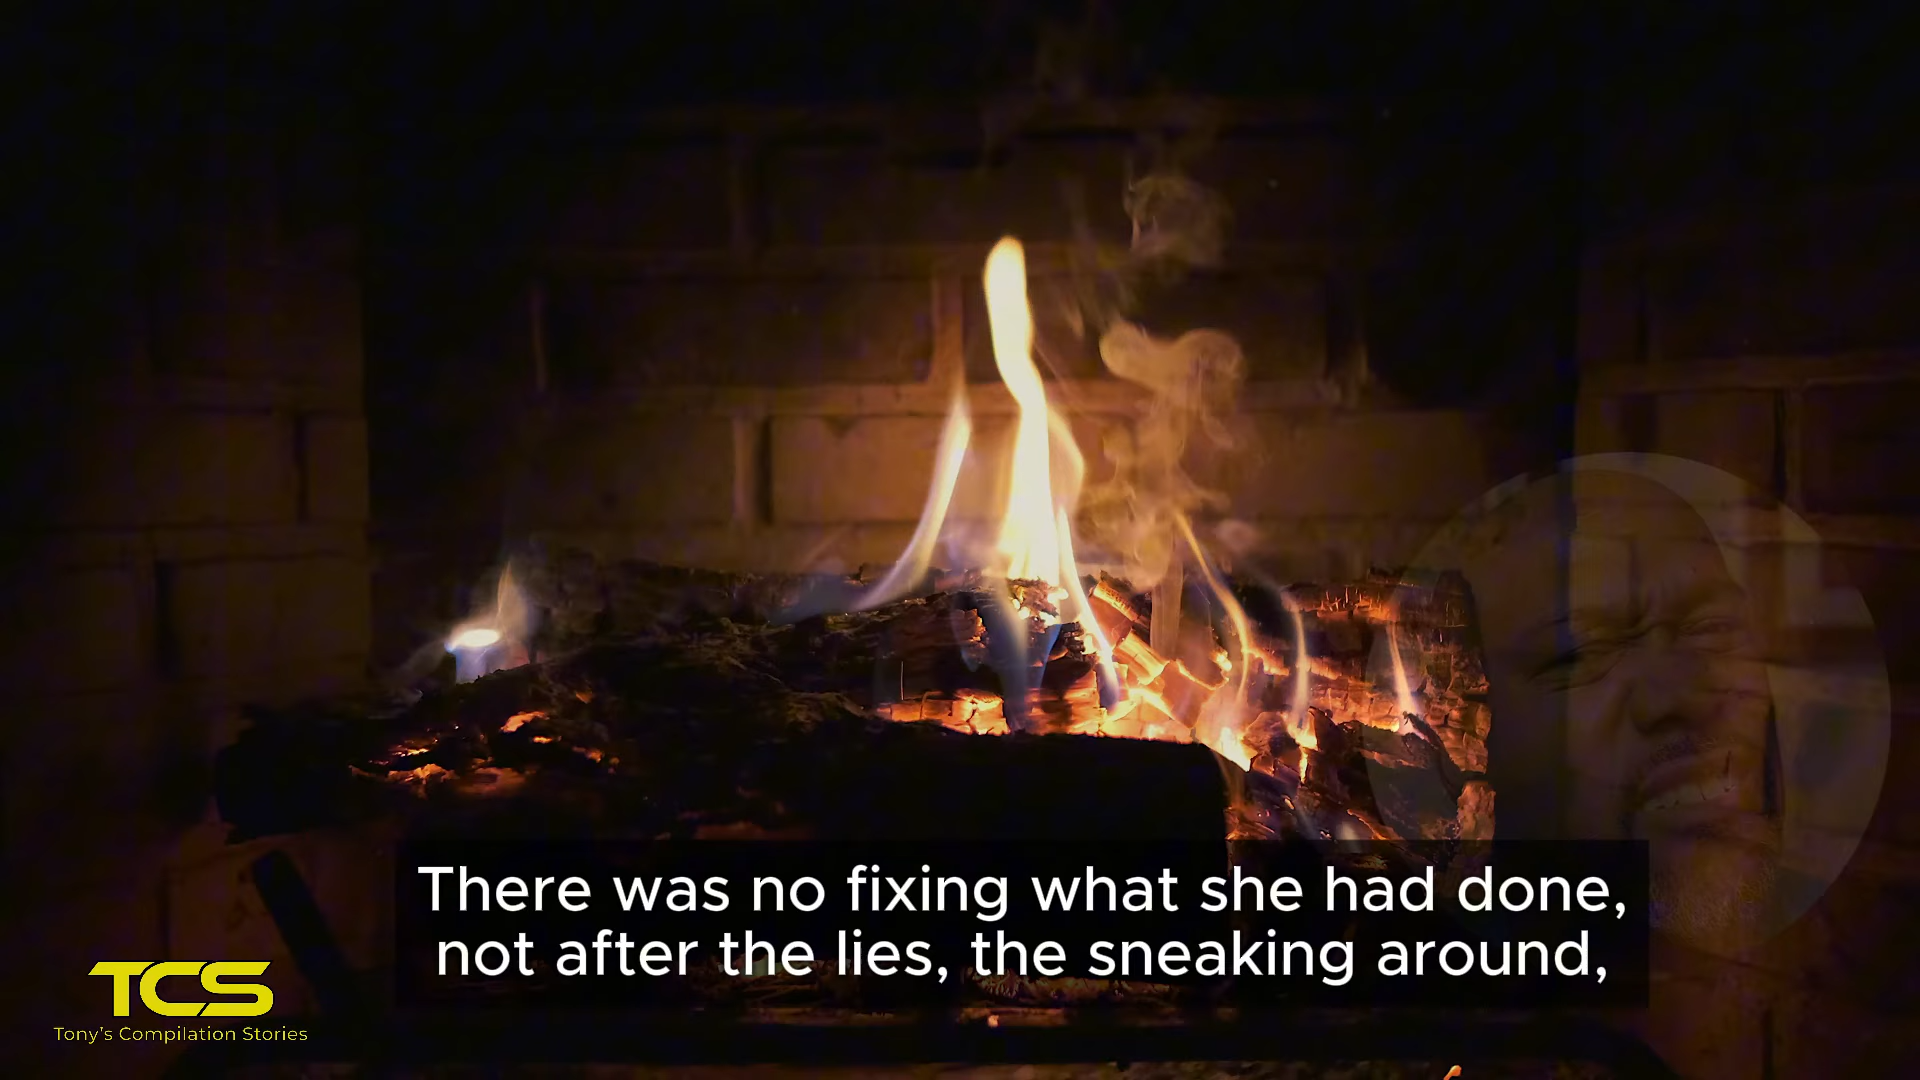 There was no fixing what she had done,
not after the lies, the sneaking around,
TCS
Tony's Compilation Stories